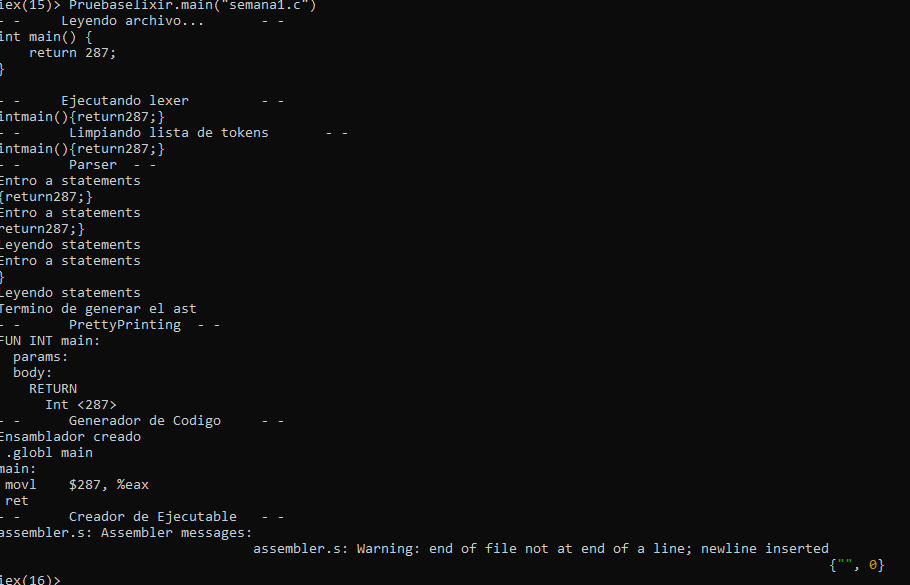 iex(15)> Pruebaselixir.main("semana1.c")
- -     Leyendo archivo...       - -
int main() {
    return 287;
}
- -     Ejecutando lexer         - -
intmain(){return287;}
- -      Limpiando lista de tokens       - -
intmain(){return287;}
- -      Parser  - -
Entro a statements
{return287;}
Entro a statements
return287;}
Leyendo statements
Entro a statements
}
Leyendo statements
Termino de generar el ast
- -      PrettyPrinting  - -
FUN INT main:
  params:
  body:
    RETURN
      Int <287>
- -      Generador de Codigo     - -
Ensamblador creado
 .globl main
main:
 movl    $287, %eax
 ret
- -      Creador de Ejecutable   - -
assembler.s: Assembler messages:
assembler.s: Warning: end of file not at end of a line; newline inserted
{"", 0}
iex(16)>